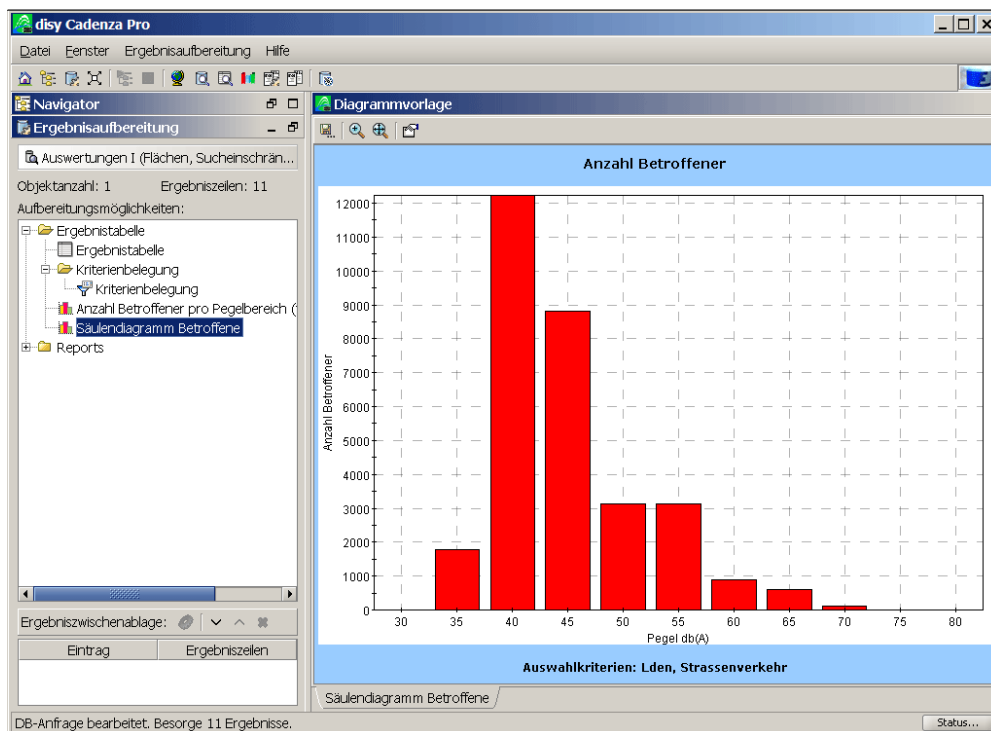 disy Cadenza Pro
Datei Fenster Ergebnisaufbereitung Hilfe
Navigator
Ergebnisaufbereitung
Auswertungen I (Flächen, Sucheinschrän...
Objektanzahl: 1 Ergebniszeilen: 11
Aufbereitungsmöglichkeiten:
Ergebnistabelle
Ergebnistabelle
Kriterienbelegung
Kriterienbelegung
Anzahl Betroffener pro Pegelbereich (
Säulendiagramm Betroffene
Reports
Ergebniszwischenablage:
Eintrag Ergebniszeilen
Diagrammvorlage
Anzahl Betroffener
12000
11000
10000
9000
8000
7000
6000
5000
4000
3000
2000
1000
0
Anzahl Betroffener
30 35 40 45 50 55 60 65 70 75 80
Pegel db(A)
Auswahlkriterien: Lden, Strassenverkehr
Säulendiagramm Betroffene
DB-Anfrage bearbeitet. Besorge 11 Ergebnisse.
Status...